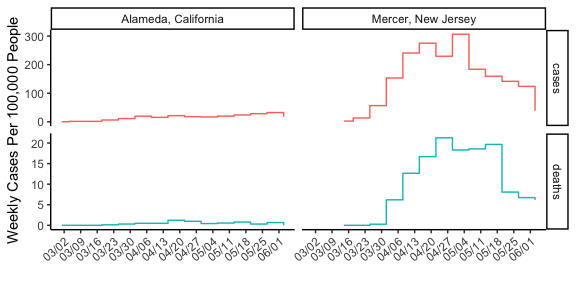 Alameda, California
Mercer, New Jersey
Weekly Cases Per 100,000 People
300
200
100
0
cases
20
15
10
5
0
deaths
03/02 03/09 03/16 03/23 03/30 04/06 04/13 04/20 04/27 05/04 05/11 05/18 05/25 06/01
03/02 03/09 03/16 03/23 03/30 04/06 04/13 04/20 04/27 05/04 05/11 05/18 05/25 06/01